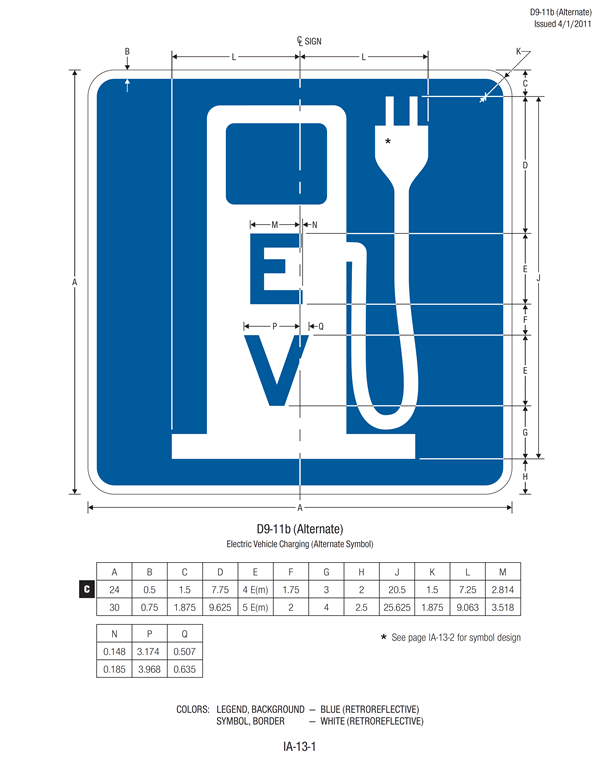 D9-11b (Alternate)
Issued 4/1/2011
℄ SIGN
B
L
L
K
C
D
M
N
E
V
A
E
J
F
P
Q
E
G
H
*
A
D9-11b (Alternate)
Electric Vehicle Charging (Alternate Symbol)
A B C D E F G H J K L M
C 24 0.5 1.5 7.75 4 E(m) 1.75 3 2 20.5 1.5 7.25 2.814
30 0.75 1.875 9.625 5 E(m) 2 4 2.5 25.625 1.875 9.063 3.518
N P Q
0.148 3.174 0.507
0.185 3.968 0.635
* See page IA-13-2 for symbol design
COLORS: LEGEND, BACKGROUND — BLUE (RETROREFLECTIVE)
SYMBOL, BORDER — WHITE (RETROREFLECTIVE)
IA-13-1